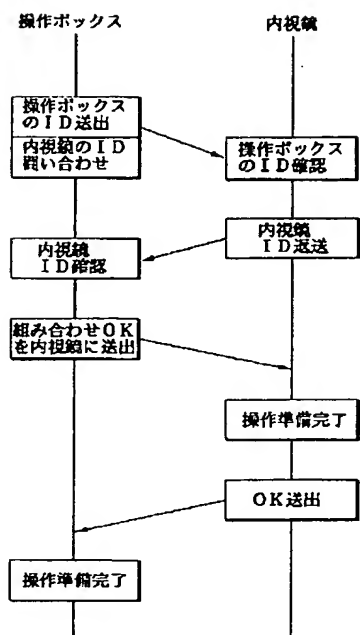 操作ボックス
内視鏡
操作ボックス
のID送出
内視鏡のID
問い合わせ
操作ボックス
のID確認
内視鏡
ID返送
内視鏡
ID確認
組み合わせOK
を内視鏡に送出
操作準備完了
OK送出
操作準備完了